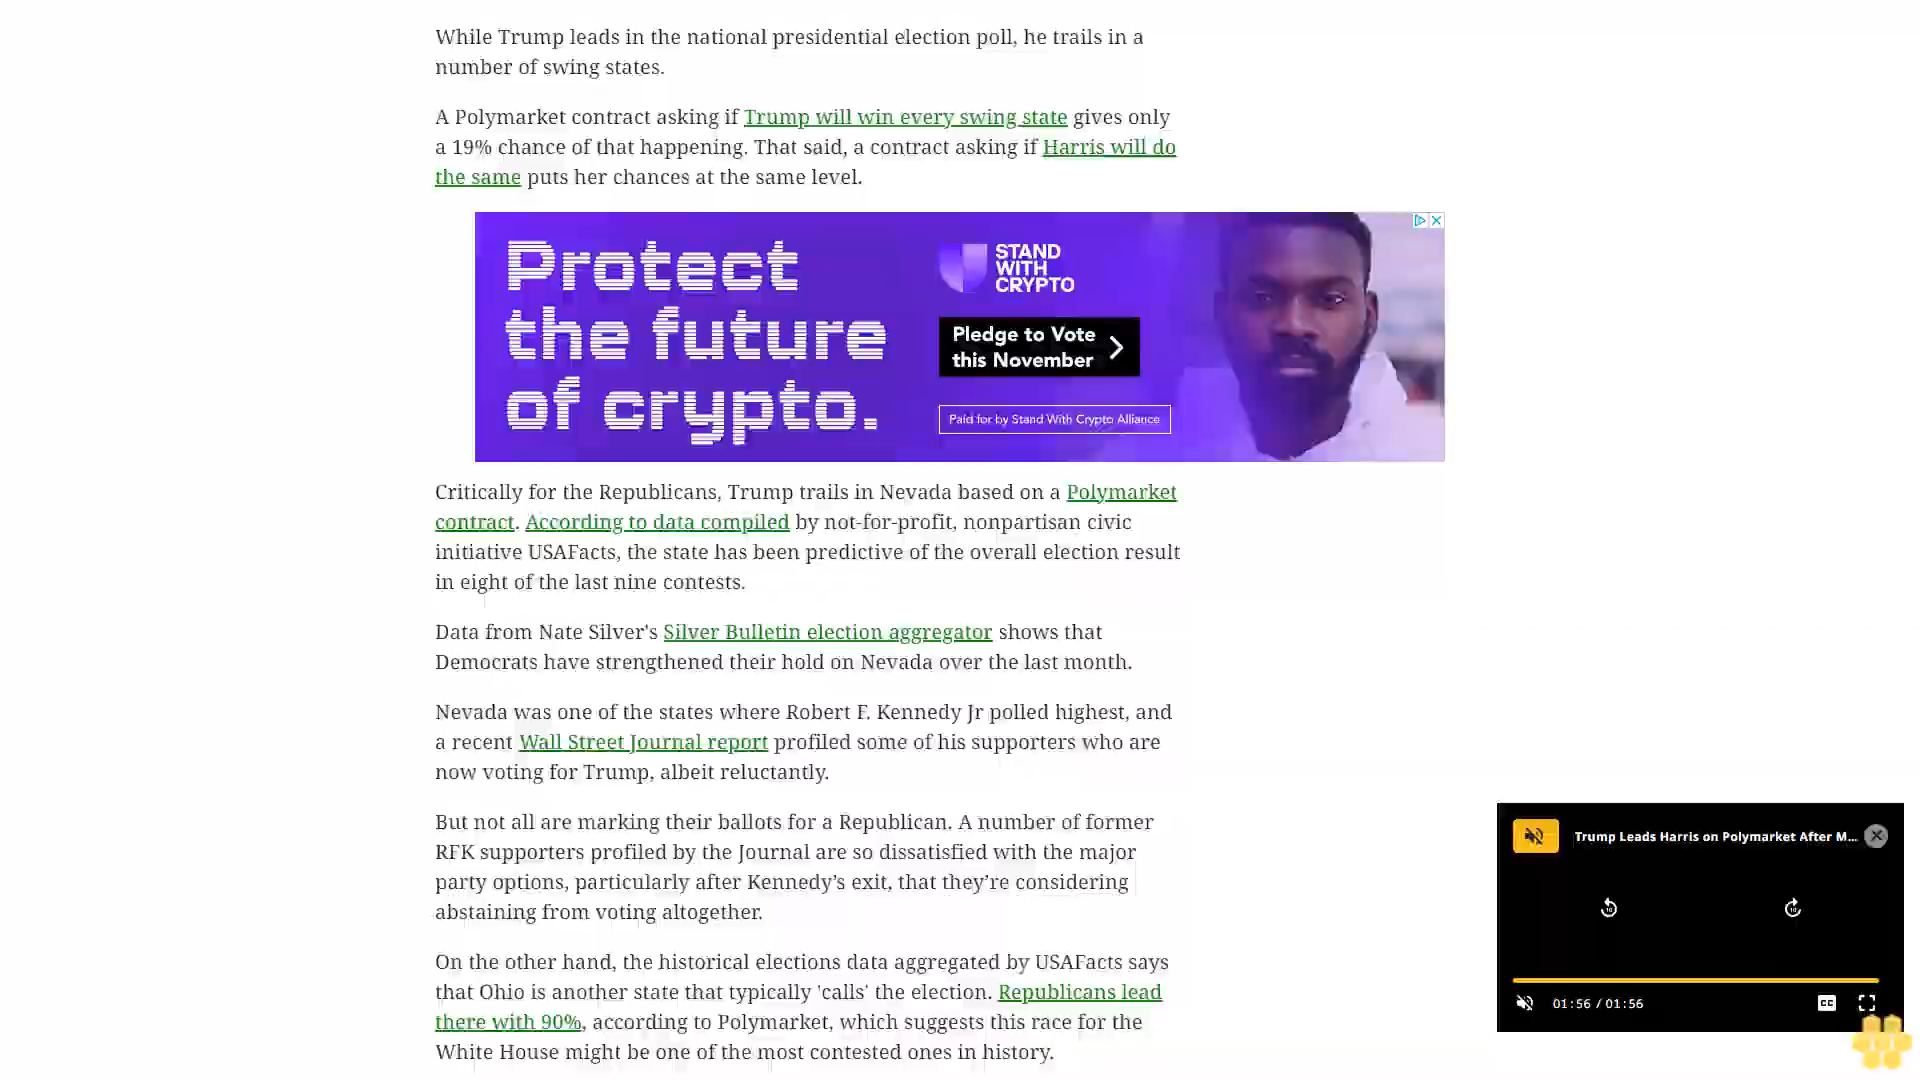 While Trump leads in the national presidential election poll, he trails in a
number of swing states.
A Polymarket contract asking if Trump will win every swing state gives only
a 19% chance of that happening. That said, a contract asking if Harris will do
the same puts her chances at the same level.
Protect
the future
of crypto.
STAND
WITH
CRYPTO
Pledge to Vote
this November
Paid for by Stand With Crypto Alliance
Critically for the Republicans, Trump trails in Nevada based on a Polymarket
contract. According to data compiled by not-for-profit, nonpartisan civic
initiative USAFacts, the state has been predictive of the overall election result
in eight of the last nine contests.
Data from Nate Silver's Silver Bulletin election aggregator shows that
Democrats have strengthened their hold on Nevada over the last month.
Nevada was one of the states where Robert F. Kennedy Jr polled highest, and
a recent Wall Street Journal report profiled some of his supporters who are
now voting for Trump, albeit reluctantly.
But not all are marking their ballots for a Republican. A number of former
RFK supporters profiled by the Journal are so dissatisfied with the major
party options, particularly after Kennedy’s exit, that they’re considering
abstaining from voting altogether.
On the other hand, the historical elections data aggregated by USAFacts says
that Ohio is another state that typically 'calls' the election. Republicans lead
there with 90%, according to Polymarket, which suggests this race for the
White House might be one of the most contested ones in history.
Trump Leads Harris on Polymarket After M...
10
10
01:56 / 01:56
CC